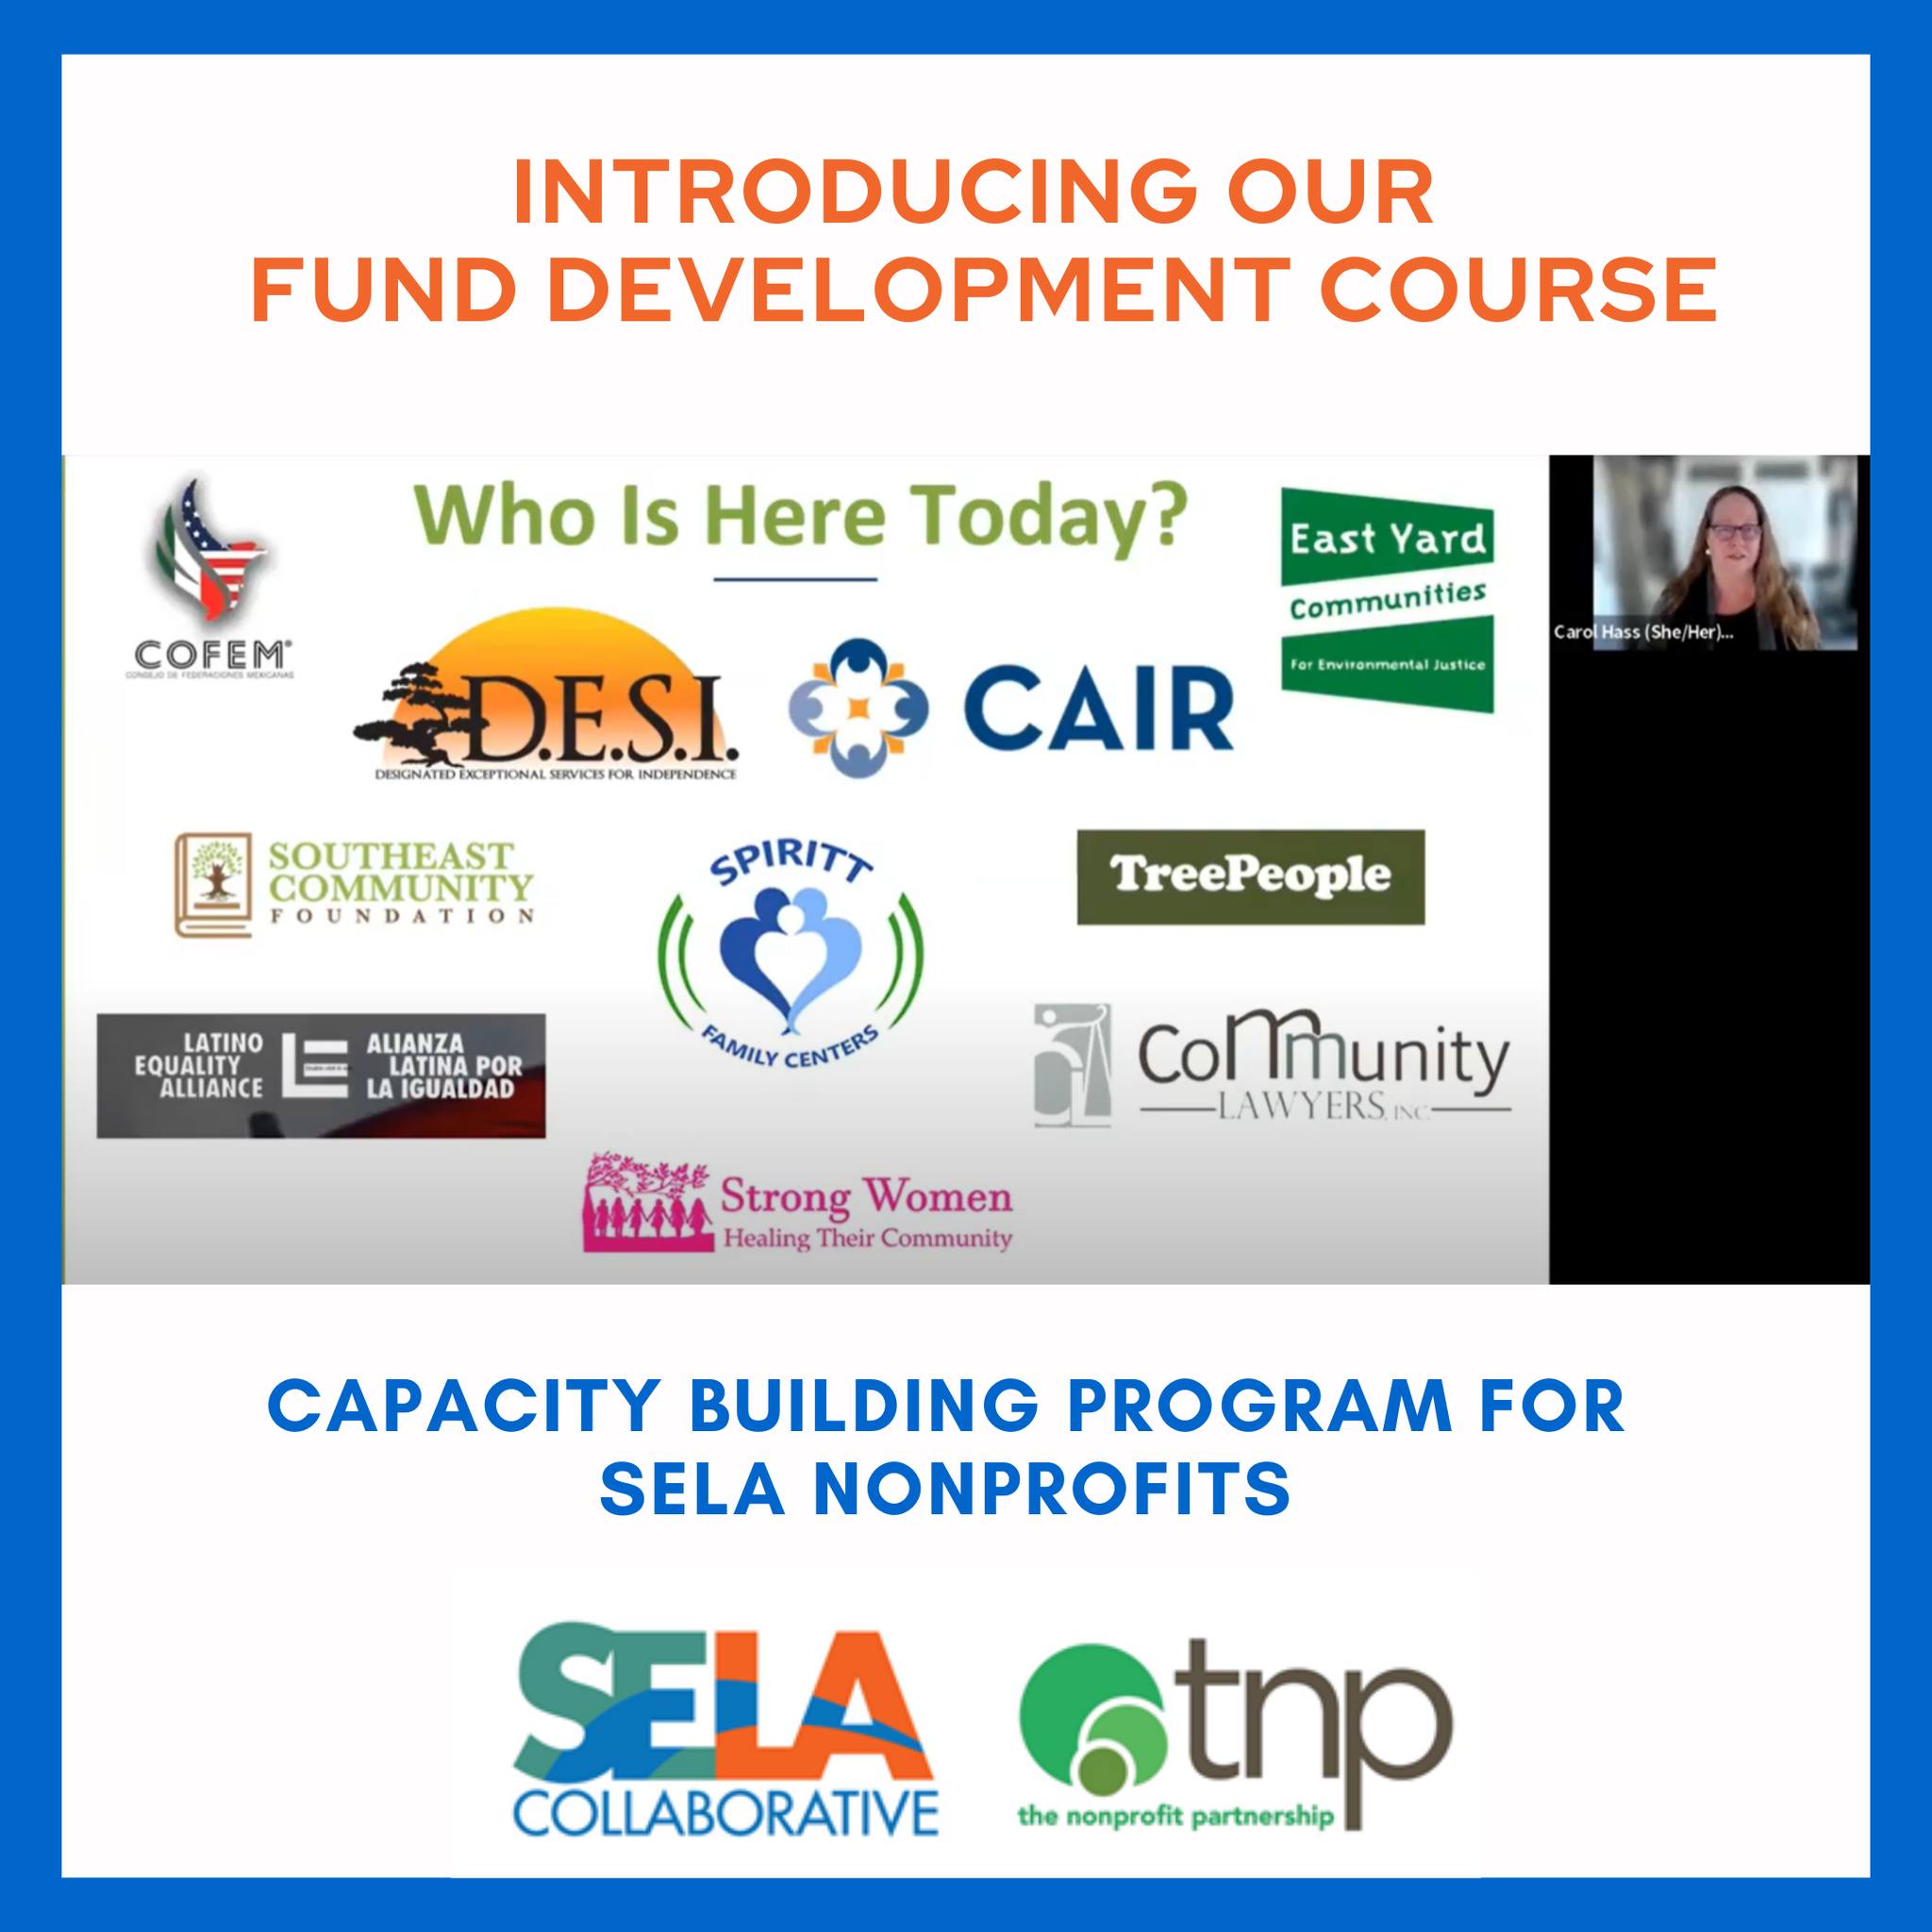 INTRODUCING OUR
FUND DEVELOPMENT COURSE
Who Is Here Today?
COFEM®
CONSEJO DE FEDERACIONES MEXICANAS
D.E.S.I.
DESIGNATED EXCEPTIONAL SERVICES FOR INDEPENDENCE
CAIR
East Yard
Communities
For Environmental Justice
Carol Hass (She/Her)...
SOUTHEAST
COMMUNITY
FOUNDATION
SPIRITT
FAMILY CENTERS
TreePeople
LATINO
EQUALITY
ALLIANCE
LE
ALIANZA
LATINA POR
LA IGUALDAD
Community
LAWYERS, INC
Strong Women
Healing Their Community
CAPACITY BUILDING PROGRAM FOR
SELA NONPROFITS
SELA
COLLABORATIVE
tnp
the nonprofit partnership